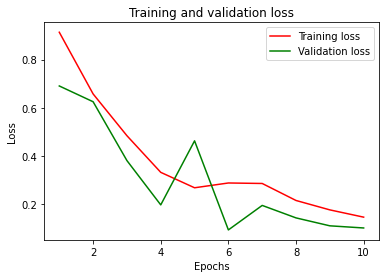 Training and validation loss
Training loss
Validation loss
0.8
0.6
0.4
0.2
Loss
2
4
6
8
10
Epochs